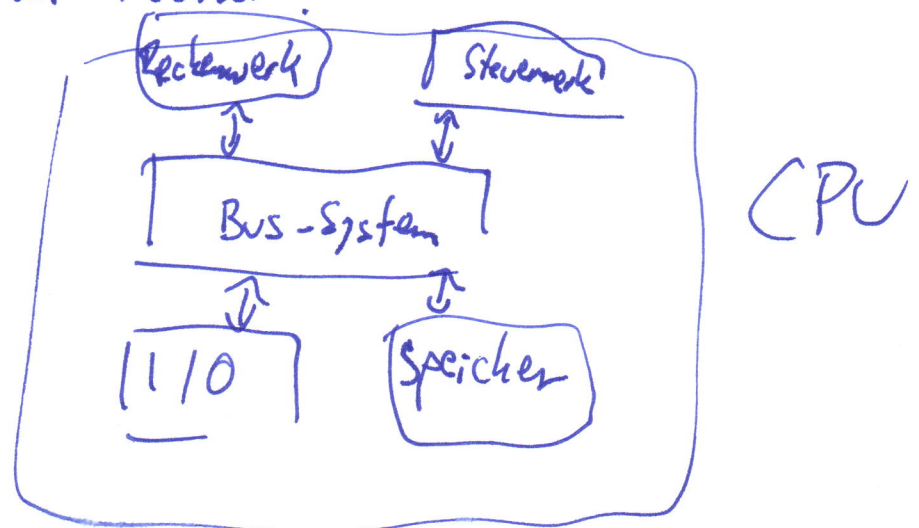 Rechenwerk
Steuerwerk
CPU
Bus-System
I/O
Speicher